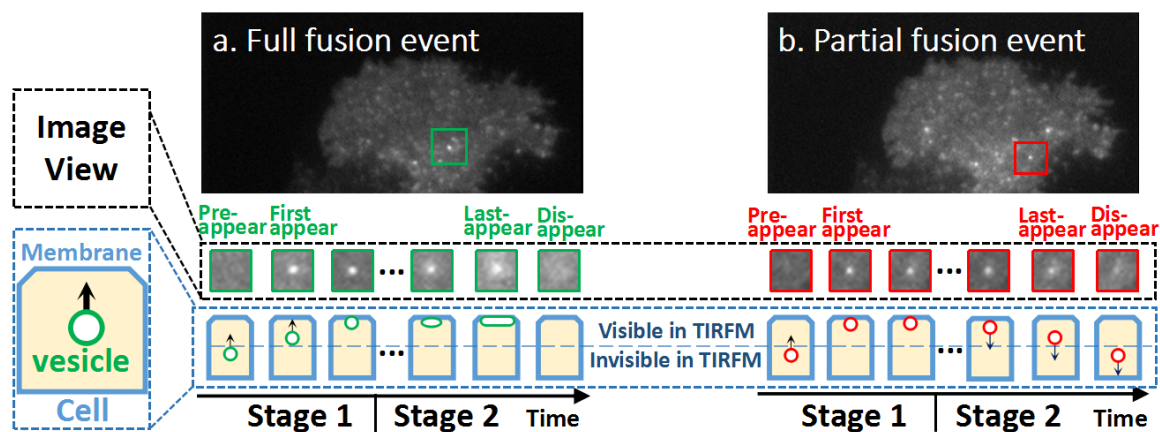 a. Full fusion event
b. Partial fusion event
Image
View
Pre-
appear
First
appear
Last-
appear
Dis-
appear
Pre-
appear
First
appear
Last-
appear
Dis-
appear
...
...
Membrane
vesicle
Cell
Visible in TIRFM
Invisible in TIRFM
...
...
Stage 1
Stage 2
Time
Stage 1
Stage 2
Time